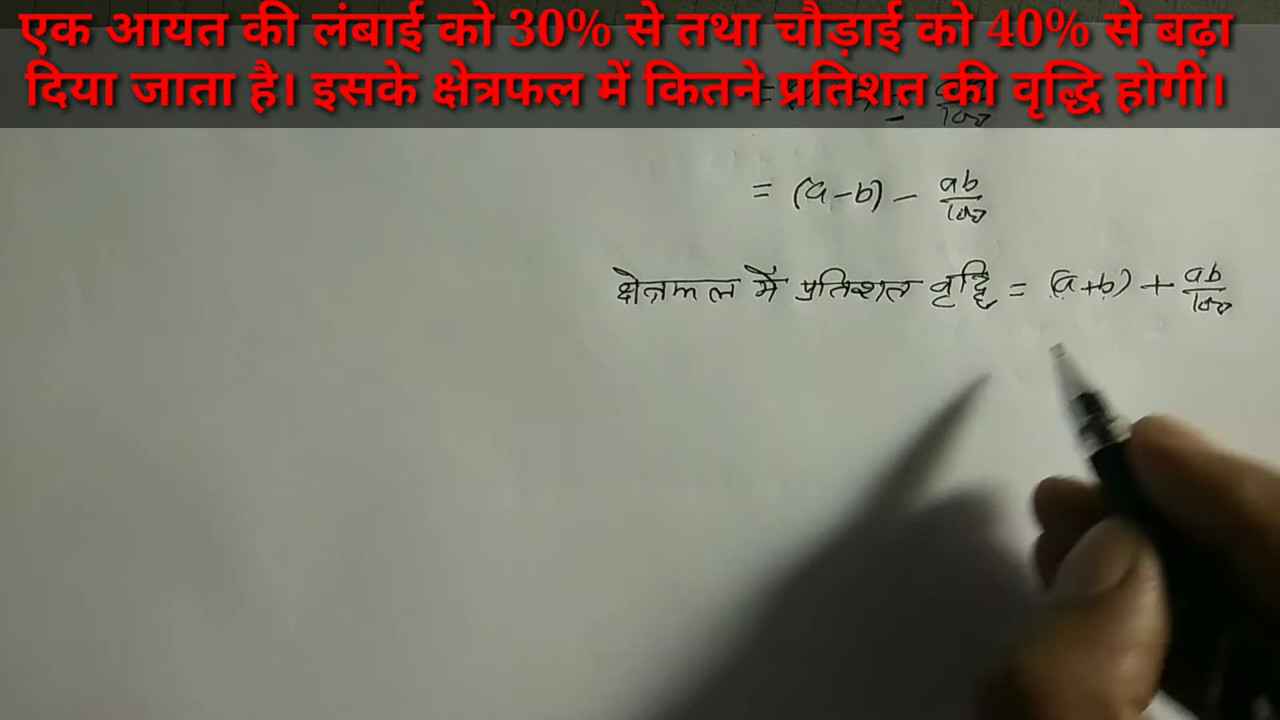 एक आयत की लंबाई को 30% से तथा चौड़ाई को 40% से बढ़ा
दिया जाता है। इसके क्षेत्रफल में कितने प्रतिशत की वृद्धि होगी।
= (a-b) - ab/100
क्षेत्रफल में प्रतिशत वृद्धि = (a+b) + ab/100